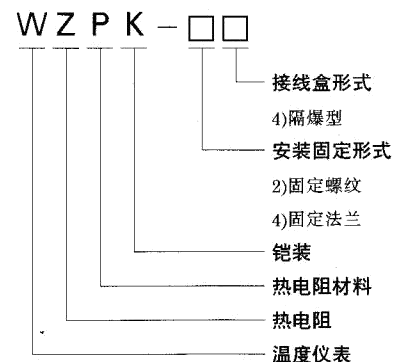 WZPK-□□
接线盒形式
4)隔爆型
安装固定形式
2)固定螺纹
4)固定法兰
铠装
热电阻材料
热电阻
温度仪表